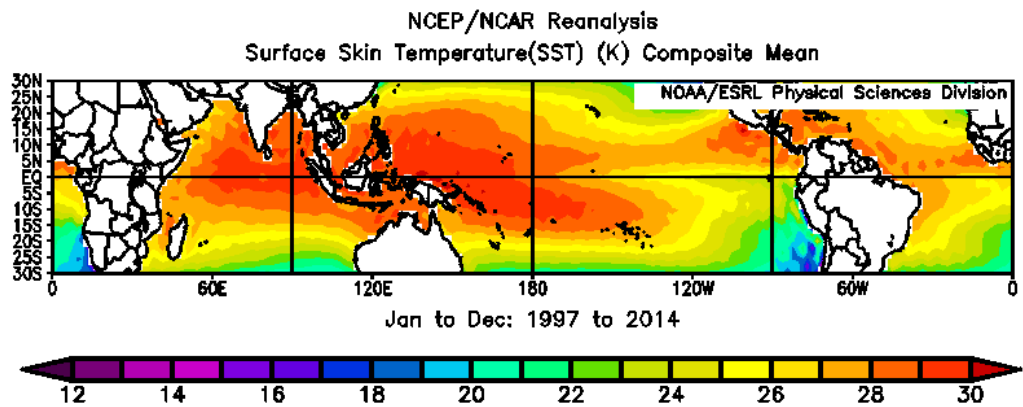 NCEP/NCAR Reanalysis
Surface Skin Temperature(SST) (K) Composite Mean
NOAA/ESRL Physical Sciences Division
30N
25N
20N
15N
10N
5N
EQ
5S
10S
15S
20S
25S
30S
0 60E 120E 180 120W 60W 0
Jan to Dec: 1997 to 2014
12 14 16 18 20 22 24 26 28 30